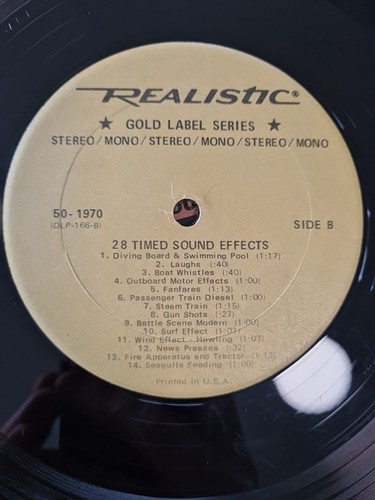 REALISTIC®
★ GOLD LABEL SERIES ★
STEREO/MONO/STEREO/MONO/STEREO/MONO
50-1970
(DLP-166-B)
SIDE B
28 TIMED SOUND EFFECTS
1. Diving Board & Swimming Pool (1:17)
2. Laughs (:40)
3. Boat Whistles (:40)
4. Outboard Motor Effects (1:00)
5. Fanfares (1:13)
6. Passenger Train Diesel (1:00)
7. Steam Train (1:15)
8. Gun Shots (:27)
9. Battle Scene Modern (1:00)
10. Surf Effect (1:02)
11. Wind Effect - Howling (1:07)
12. News Presses (:32)
13. Fire Apparatus and Tractor (1:13)
14. Seagulls Feeding (1:00)
Printed in U.S.A.